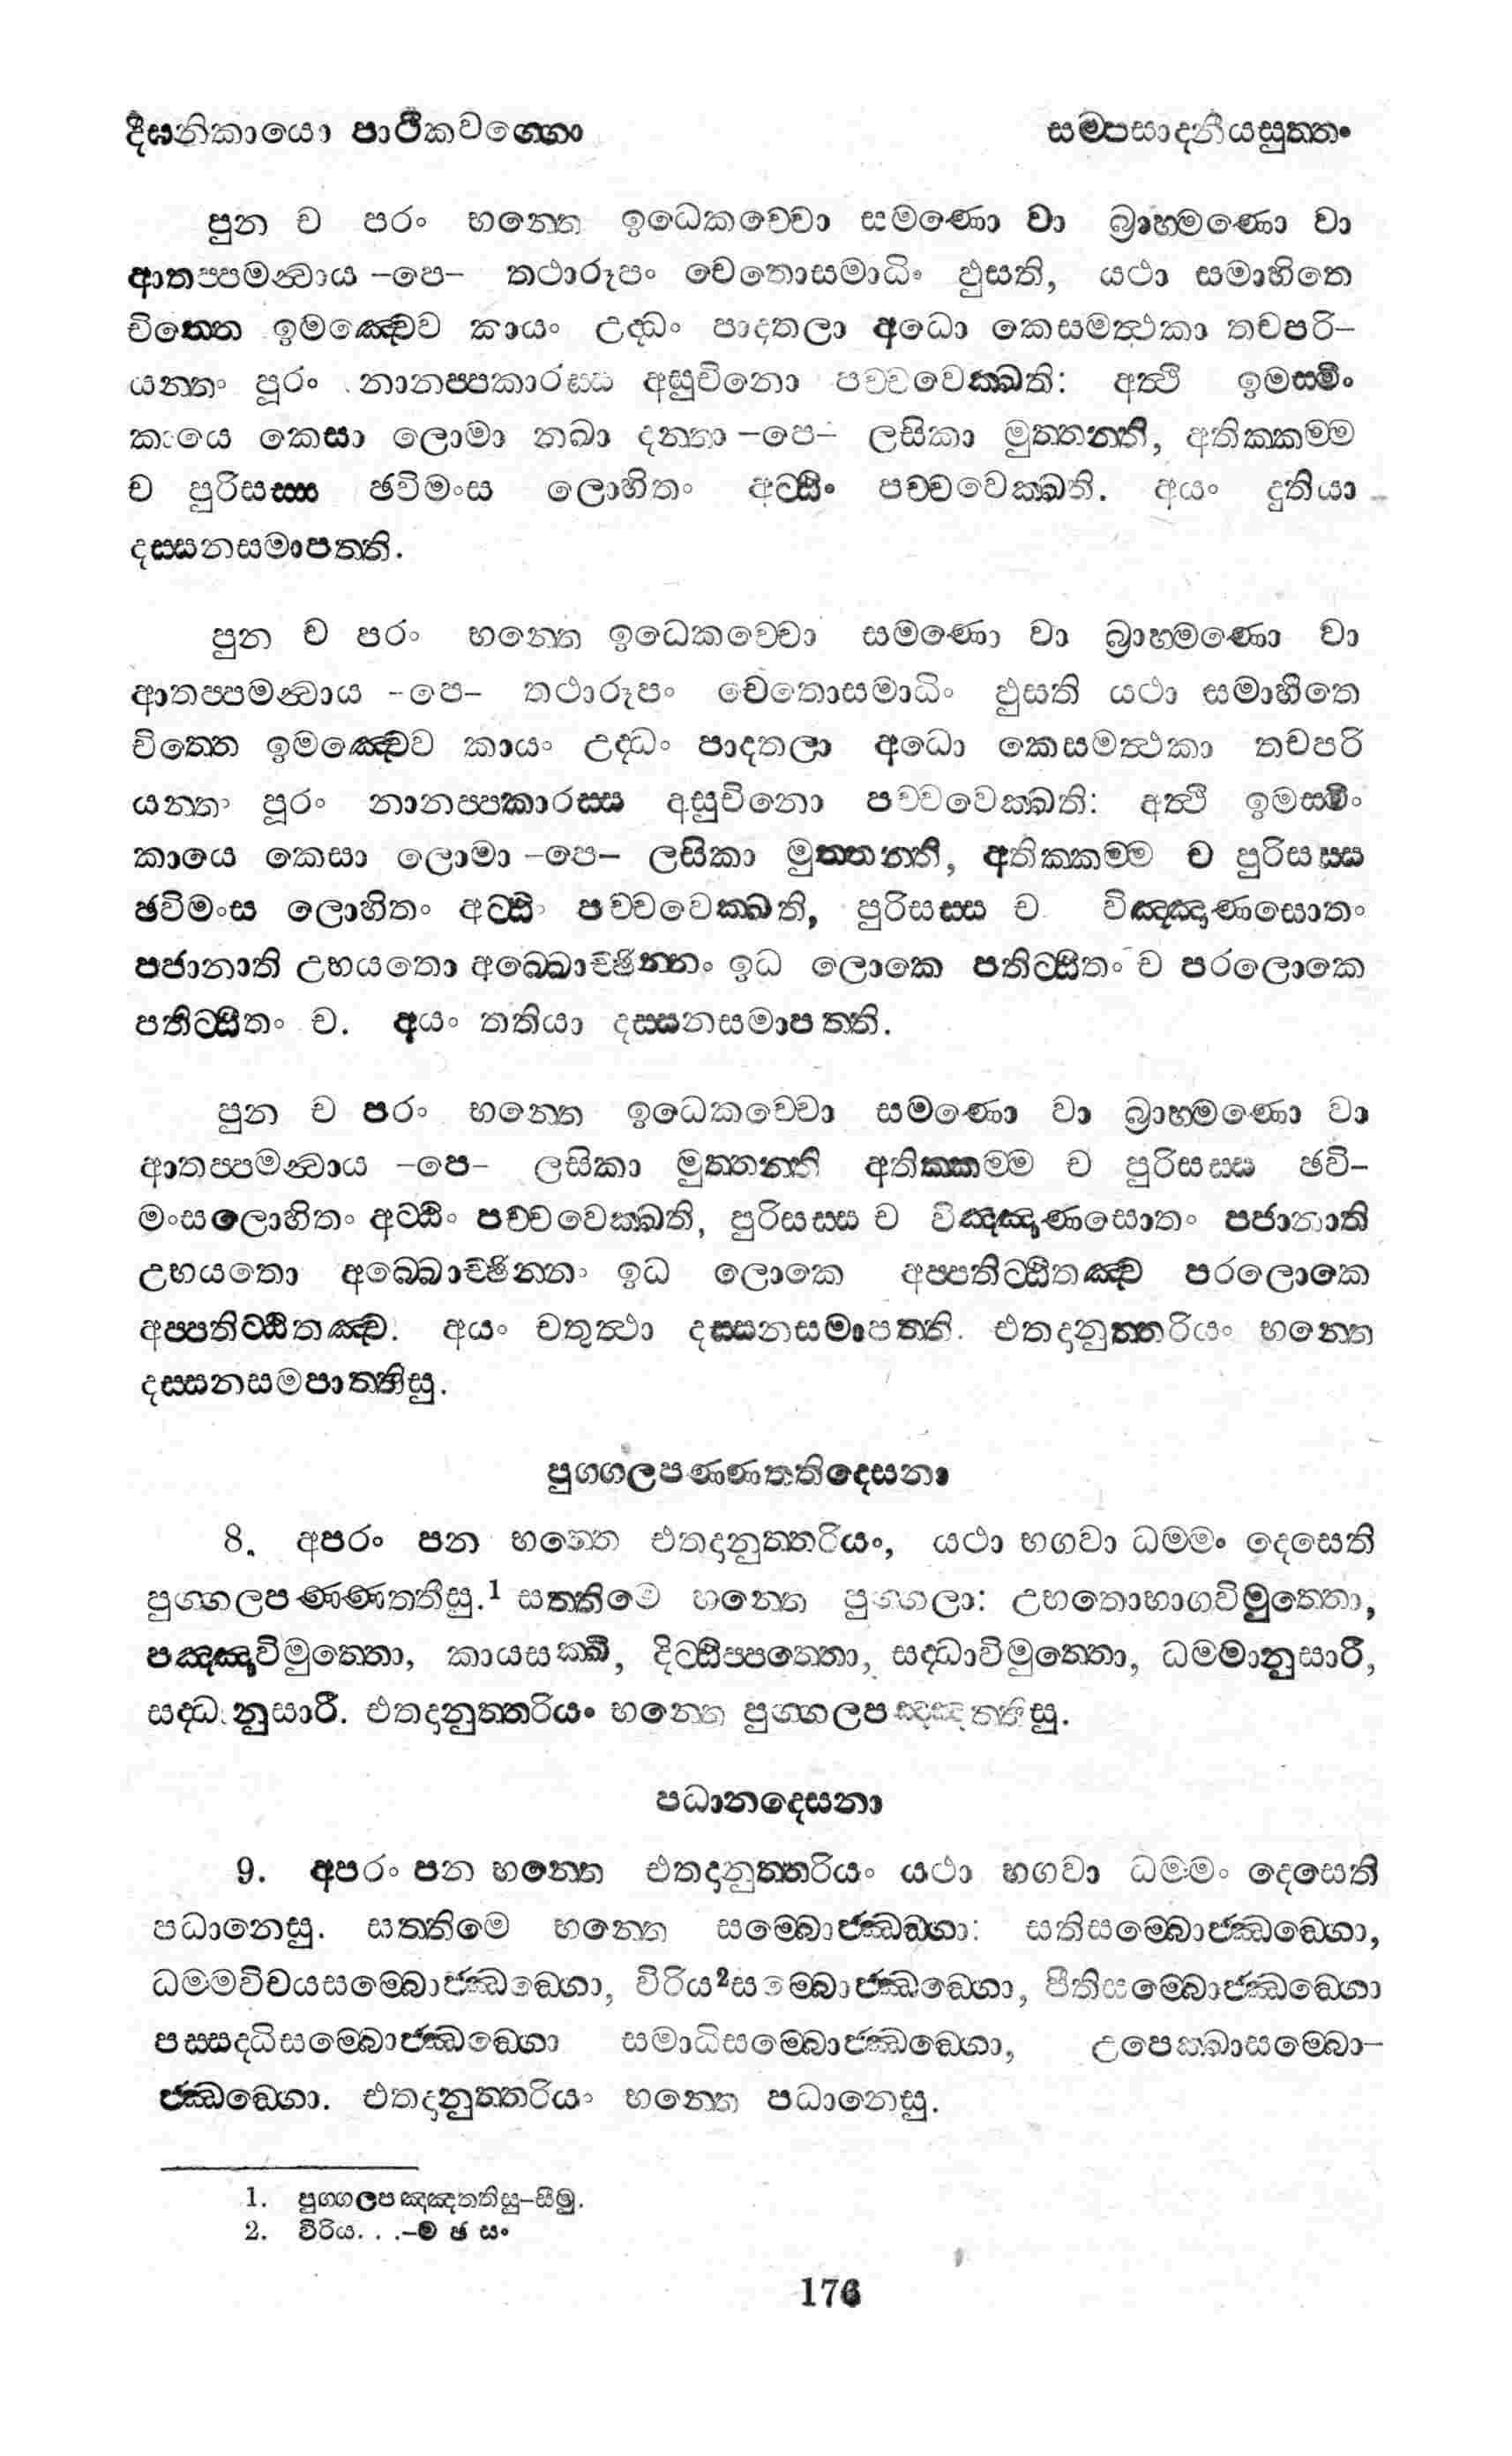 දීඝනිකායො පාථිකවග්ගො සම්පසාදනීයසුත්තං
පුන ච පරං භන්තෙ ඉධෙකච්චො සමණො වා බ්‍රාහ්මණො වා
ආතප්පමන්වාය –පෙ– තථාරූපං චෙතොසමාධිං ඵුසති, යථා සමාහිතෙ
චිත්තෙ ඉමඤ්චෙව කායං උද්ධං පාදතලා අධො කෙසමත්ථකා තචපරි–
යන්තං පූරං නානප්පකාරස්ස අසුචිනො පච්චවෙක්ඛති: අත්ථි ඉමස්මිං
කායෙ කෙසා ලොමා නඛා දන්තා –පෙ– ලසිකා මුත්තන්ති, අතික්කම්ම
ච පුරිසස්ස ඡවිමංස ලොහිතං අට්ඨිං පච්චවෙක්ඛති. අයං දුතියා
දස්සනසමාපත්ති.
පුන ච පරං භන්තෙ ඉධෙකච්චො සමණො වා බ්‍රාහ්මණො වා
ආතප්පමන්වාය –පෙ– තථාරූපං චෙතොසමාධිං ඵුසති යථා සමාහිතෙ
චිත්තෙ ඉමඤ්චෙව කායං උද්ධං පාදතලා අධො කෙසමත්ථකා තචපරි
යන්තං පූරං නානප්පකාරස්ස අසුචිනො පච්චවෙක්ඛති: අත්ථි ඉමස්මිං
කායෙ කෙසා ලොමා –පෙ– ලසිකා මුත්තන්ති, අතික්කම්ම ච පුරිසස්ස
ඡවිමංස ලොහිතං අට්ඨිං පච්චවෙක්ඛති, පුරිසස්ස ච විඤ්ඤාණසොතං
පජානාති උභයතො අබ්බොච්ඡින්නං ඉධ ලොකෙ පතිට්ඨිතං ච පරලොකෙ
පතිට්ඨිතං ච. අයං තතියා දස්සනසමාපත්ති.
පුන ච පරං භන්තෙ ඉධෙකච්චො සමණො වා බ්‍රාහ්මණො වා
ආතප්පමන්වාය –පෙ– ලසිකා මුත්තන්ති අතික්කම්ම ච පුරිසස්ස ඡවි–
මංසලොහිතං අට්ඨිං පච්චවෙක්ඛති, පුරිසස්ස ච විඤ්ඤාණසොතං පජානාති
උභයතො අබ්බොච්ඡින්නං ඉධ ලොකෙ අප්පතිට්ඨිතඤ්ච පරලොකෙ
අප්පතිට්ඨිතඤ්ච. අයං චතුත්ථා දස්සනසමාපත්ති. එතදානුත්තරියං භන්තෙ
දස්සනසමපාත්තිසු.
පුග්ගලපණ්ණත්තිදෙසනා
8. අපරං පන භන්තෙ එතදානුත්තරියං, යථා භගවා ධම්මං දෙසෙති
පුග්ගලපණ්ණත්තීසු.1 සත්තිමෙ භන්තෙ පුග්ගලා: උභතොභාගවිමුත්තො,
පඤ්ඤාවිමුත්තො, කායසක්ඛී, දිට්ඨිප්පත්තො, සද්ධාවිමුත්තො, ධම්මානුසාරී,
සද්ධානුසාරී. එතදානුත්තරියං භන්තෙ පුග්ගලපඤ්ඤත්තිසු.
පධානදෙසනා
9. අපරං පන භන්තෙ එතදානුත්තරියං යථා භගවා ධම්මං දෙසෙති
පධානෙසු. සත්තිමෙ භන්තෙ සම්බොජ්ඣඞ්ගා: සතිසම්බොජ්ඣඞ්ගො,
ධම්මවිචයසම්බොජ්ඣඞ්ගො, විරිය2සම්බොජ්ඣඞ්ගො, පීතිසම්බොජ්ඣඞ්ගො
පස්සද්ධිසම්බොජ්ඣඞ්ගො සමාධිසම්බොජ්ඣඞ්ගො, උපෙක්ඛාසම්බො–
ජ්ඣඞ්ගො. එතදානුත්තරියං භන්තෙ පධානෙසු.
1. පුග්ගලපඤ්ඤත්තිසු–සීමු.
2. වීරිය. . .–ම ඡ සං
176